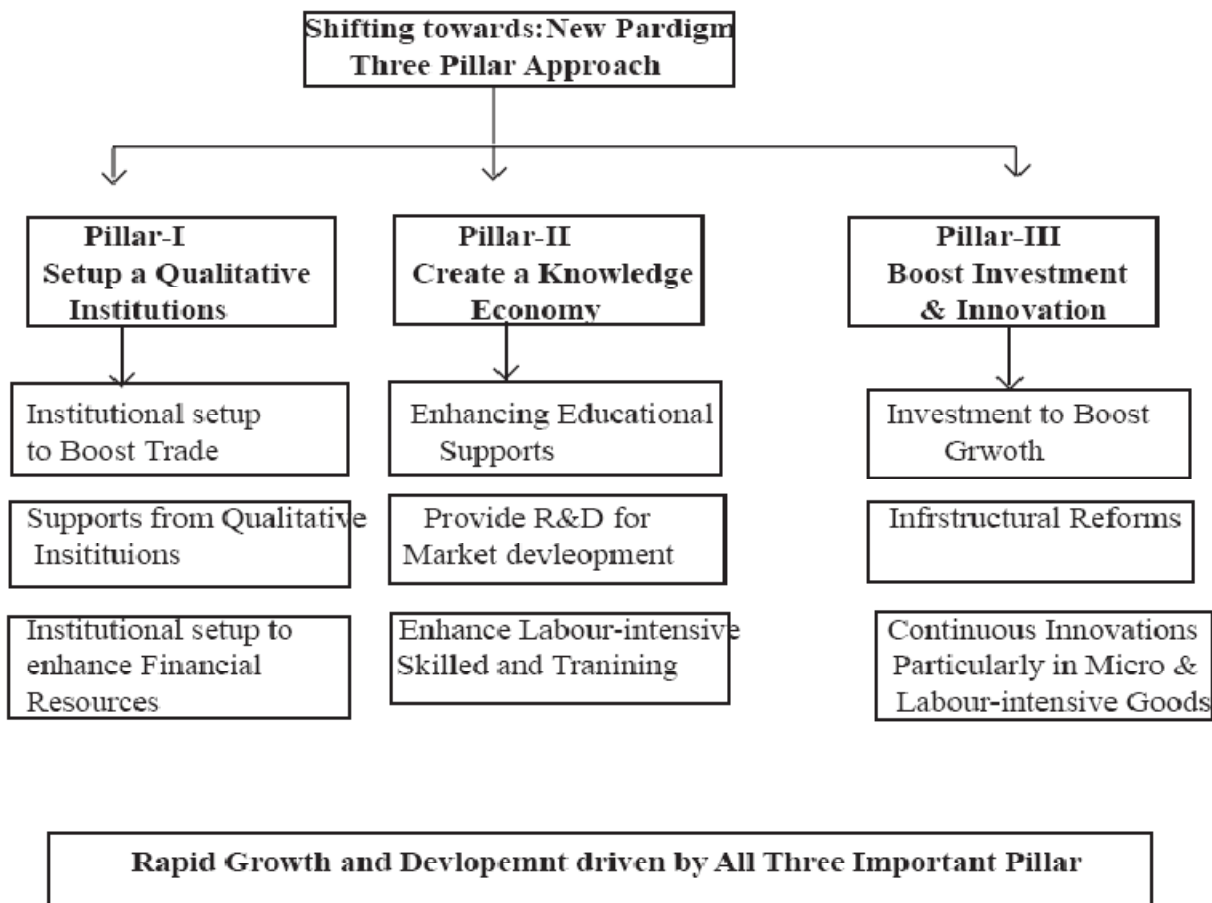 Shifting towards:New Pardigm
Three Pillar Approach
Pillar-I
Setup a Qualitative
Institutions
Pillar-II
Create a Knowledge
Economy
Pillar-III
Boost Investment
& Innovation
Institutional setup
to Boost Trade
Enhancing Educational
Supports
Investment to Boost
Grwoth
Supports from Qualitative
Insitituions
Provide R&D for
Market devleopment
Infrstructural Reforms
Institutional setup to
enhance Financial
Resources
Enhance Labour-intensive
Skilled and Tranining
Continuous Innovations
Particularly in Micro &
Labour-intensive Goods
Rapid Growth and Devlopemnt driven by All Three Important Pillar